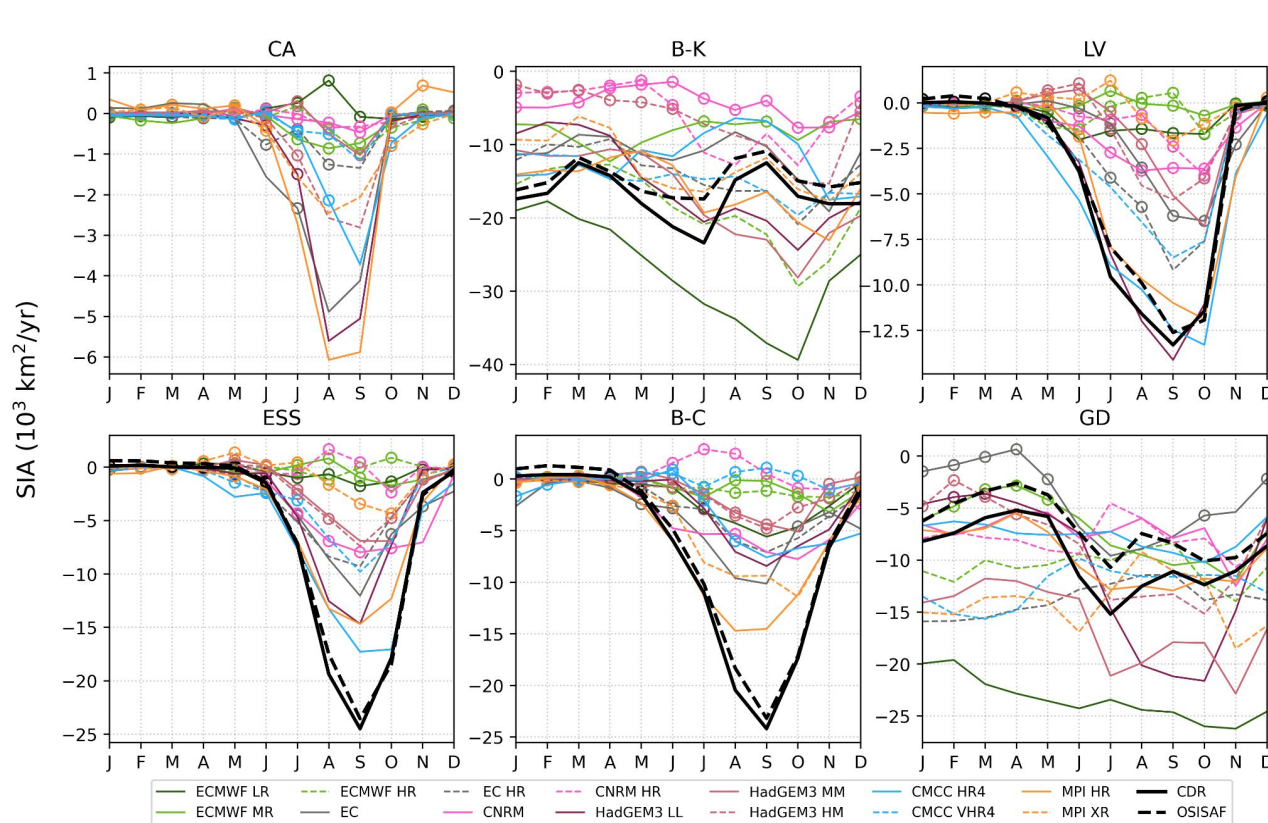 CA
B-K
LV
1
0
−1
−2
−3
−4
−5
−6
0
−10
−20
−30
−40
0.0
−2.5
−5.0
−7.5
−10.0
−12.5
J F M A M J J A S O N D
J F M A M J J A S O N D
J F M A M J J A S O N D
SIA (10³ km²/yr)
ESS
B-C
GD
0
−5
−10
−15
−20
−25
0
−5
−10
−15
−20
−25
0
−5
−10
−15
−20
−25
J F M A M J J A S O N D
J F M A M J J A S O N D
J F M A M J J A S O N D
ECMWF LR ECMWF HR EC HR CNRM HR HadGEM3 MM CMCC HR4 MPI HR CDR
ECMWF MR EC CNRM HadGEM3 LL HadGEM3 HM CMCC VHR4 MPI XR OSISAF